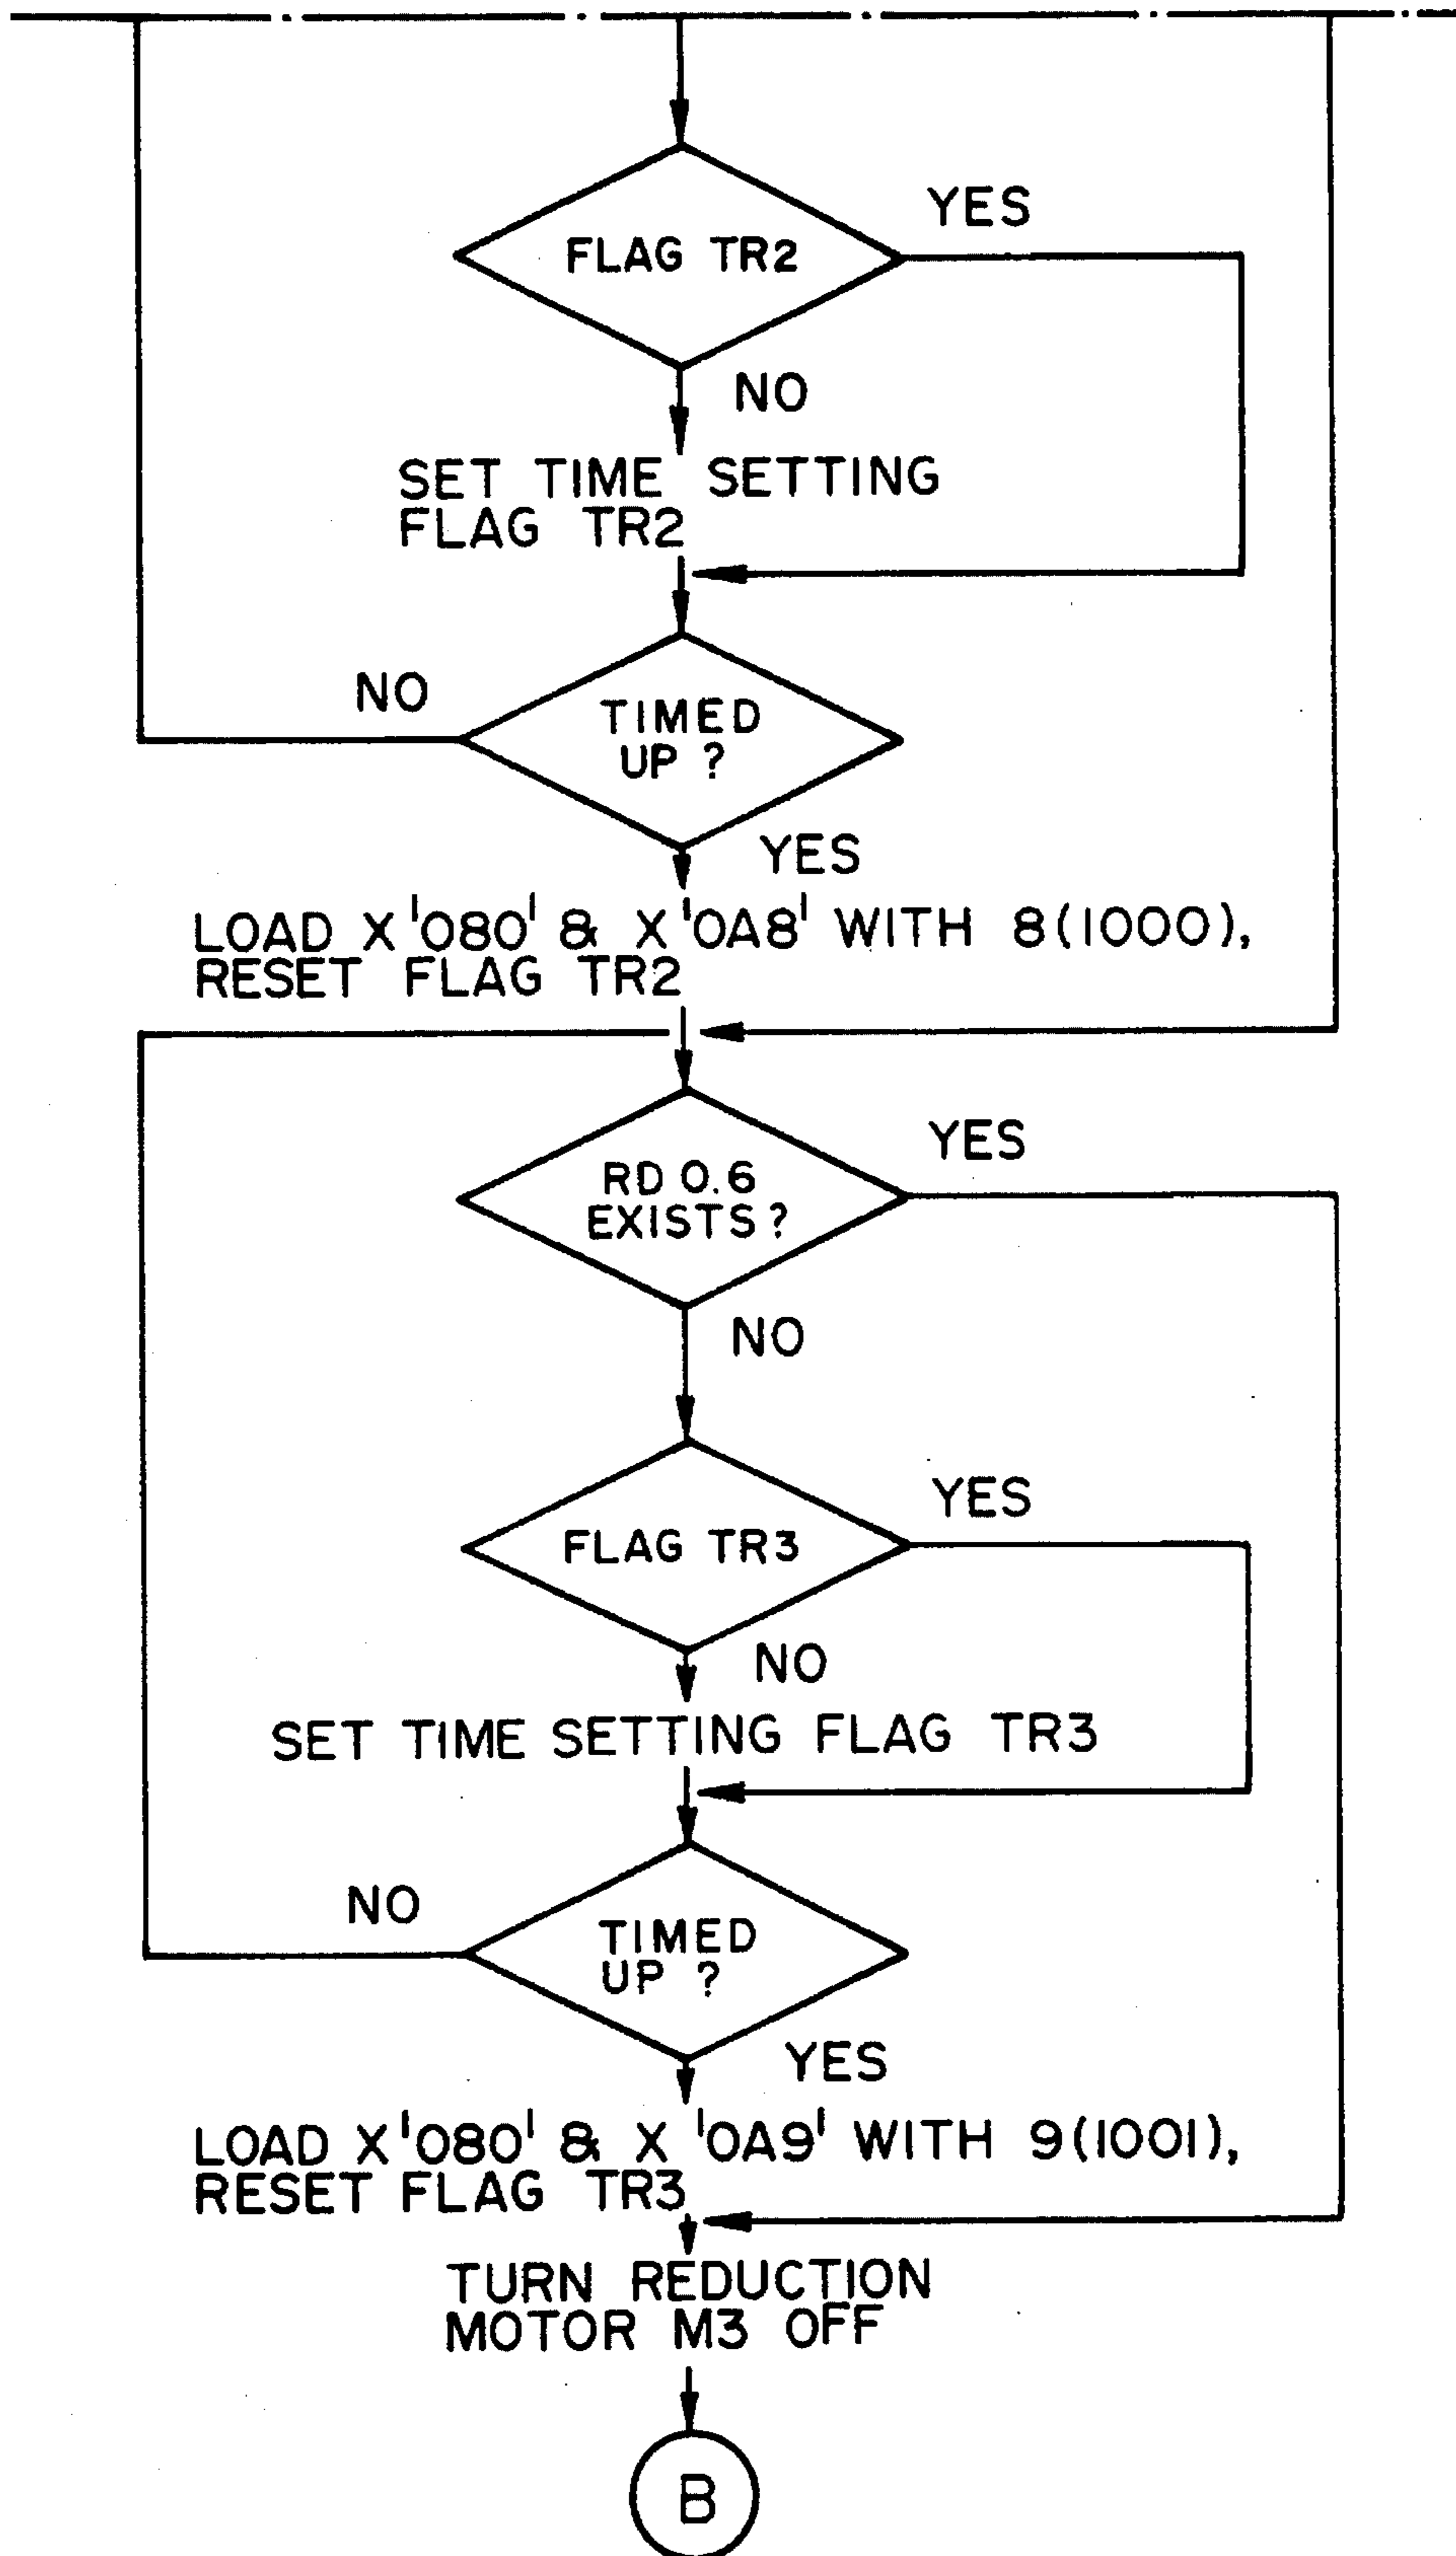 FLAG TR2
YES
NO
SET TIME SETTING
FLAG TR2
NO
TIMED
UP ?
YES
LOAD X'080' & X'0A8' WITH 8(1000),
RESET FLAG TR2
RD 0.6
EXISTS?
YES
NO
FLAG TR3
YES
NO
SET TIME SETTING FLAG TR3
NO
TIMED
UP ?
YES
LOAD X'080' & X'0A9' WITH 9(1001),
RESET FLAG TR3
TURN REDUCTION
MOTOR M3 OFF
B